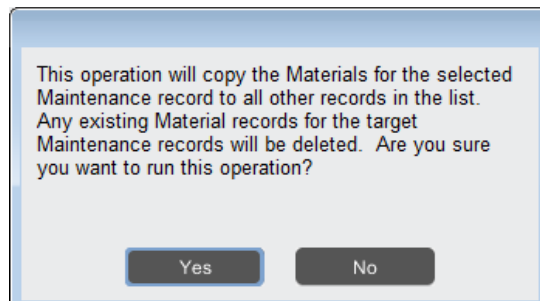 This operation will copy the Materials for the selected
Maintenance record to all other records in the list.
Any existing Material records for the target
Maintenance records will be deleted.  Are you sure
you want to run this operation?
Yes
No